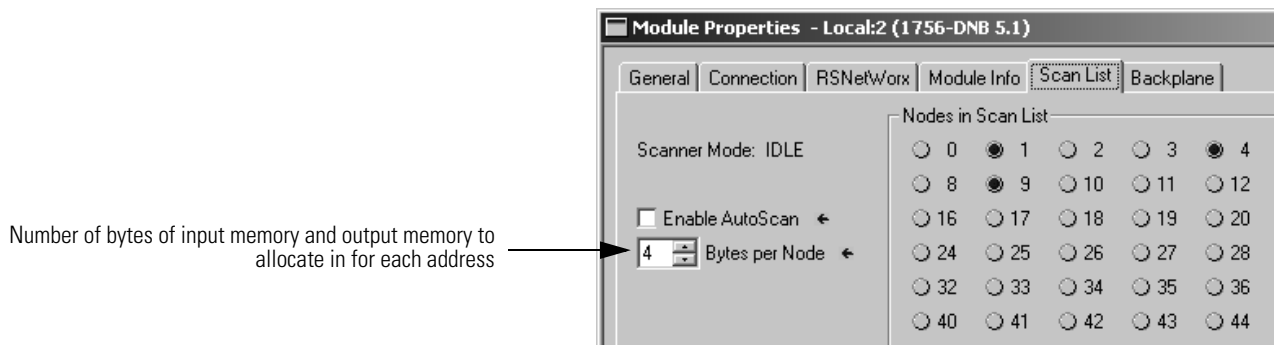 Module Properties - Local:2 (1756-DNB 5.1)
General Connection RSNetWorx Module Info Scan List Backplane
Nodes in Scan List
Scanner Mode: IDLE
0 1 2 3 4
8 9 10 11 12
Enable AutoScan
16 17 18 19 20
Number of bytes of input memory and output memory to
allocate in for each address
4 Bytes per Node
24 25 26 27 28
32 33 34 35 36
40 41 42 43 44